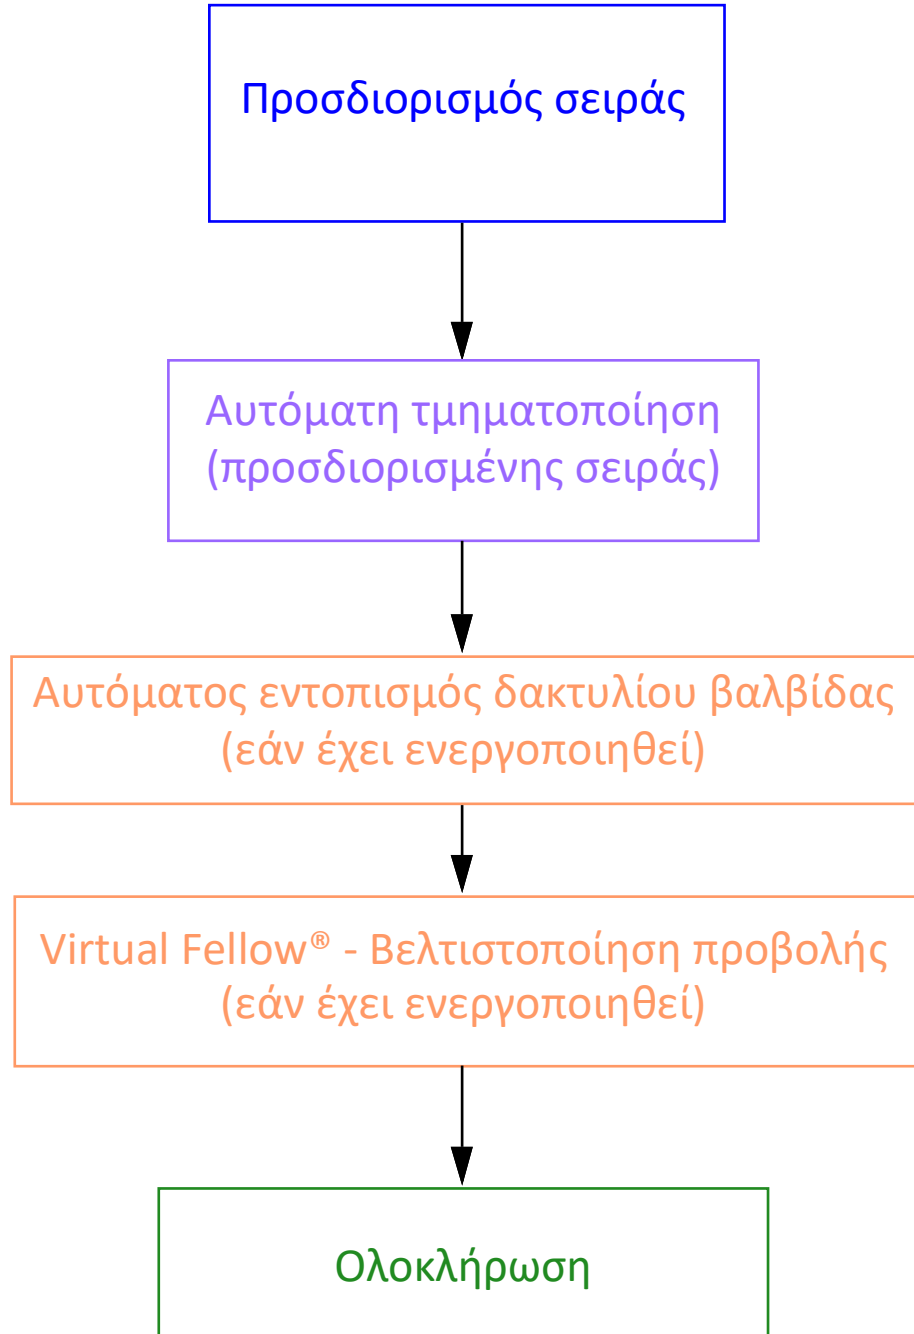 Προσδιορισμός σειράς
Αυτόματη τμηματοποίηση
(προσδιορισμένης σειράς)
Αυτόματος εντοπισμός δακτυλίου βαλβίδας
(εάν έχει ενεργοποιηθεί)
Virtual Fellow® - Βελτιστοποίηση προβολής
(εάν έχει ενεργοποιηθεί)
Ολοκλήρωση